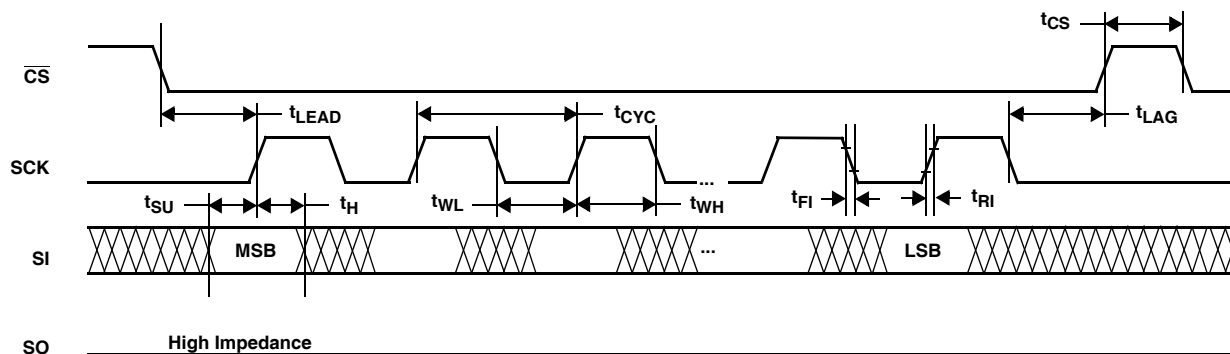 tCS
CS
tLEAD
tCYC
tLAG
SCK
...
tSU
tH
tWL
tWH
tFI
tRI
SI
MSB
...
LSB
SO
High Impedance